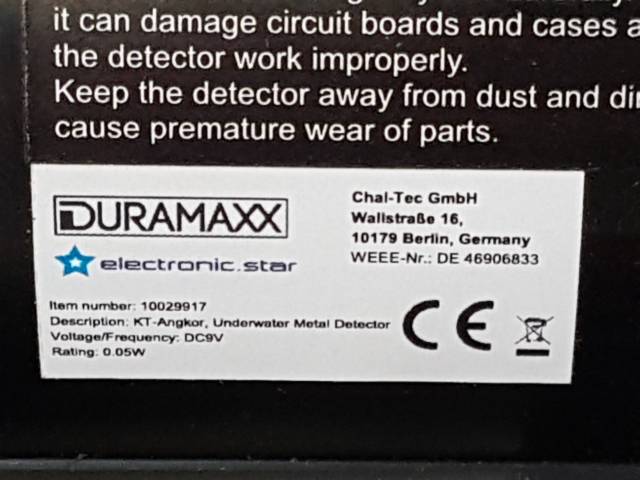 it can damage circuit boards and cases
the detector work improperly.
Keep the detector away from dust and
cause premature wear of parts.
DURAMAXX
electronic.star
Chal-Tec GmbH
Wallstraße 16,
10179 Berlin, Germany
WEEE-Nr.: DE 46906833
Item number: 10029917
Description: KT-Angkor, Underwater Metal Detector
Voltage/Frequency: DC9V
Rating: 0.05W
CE